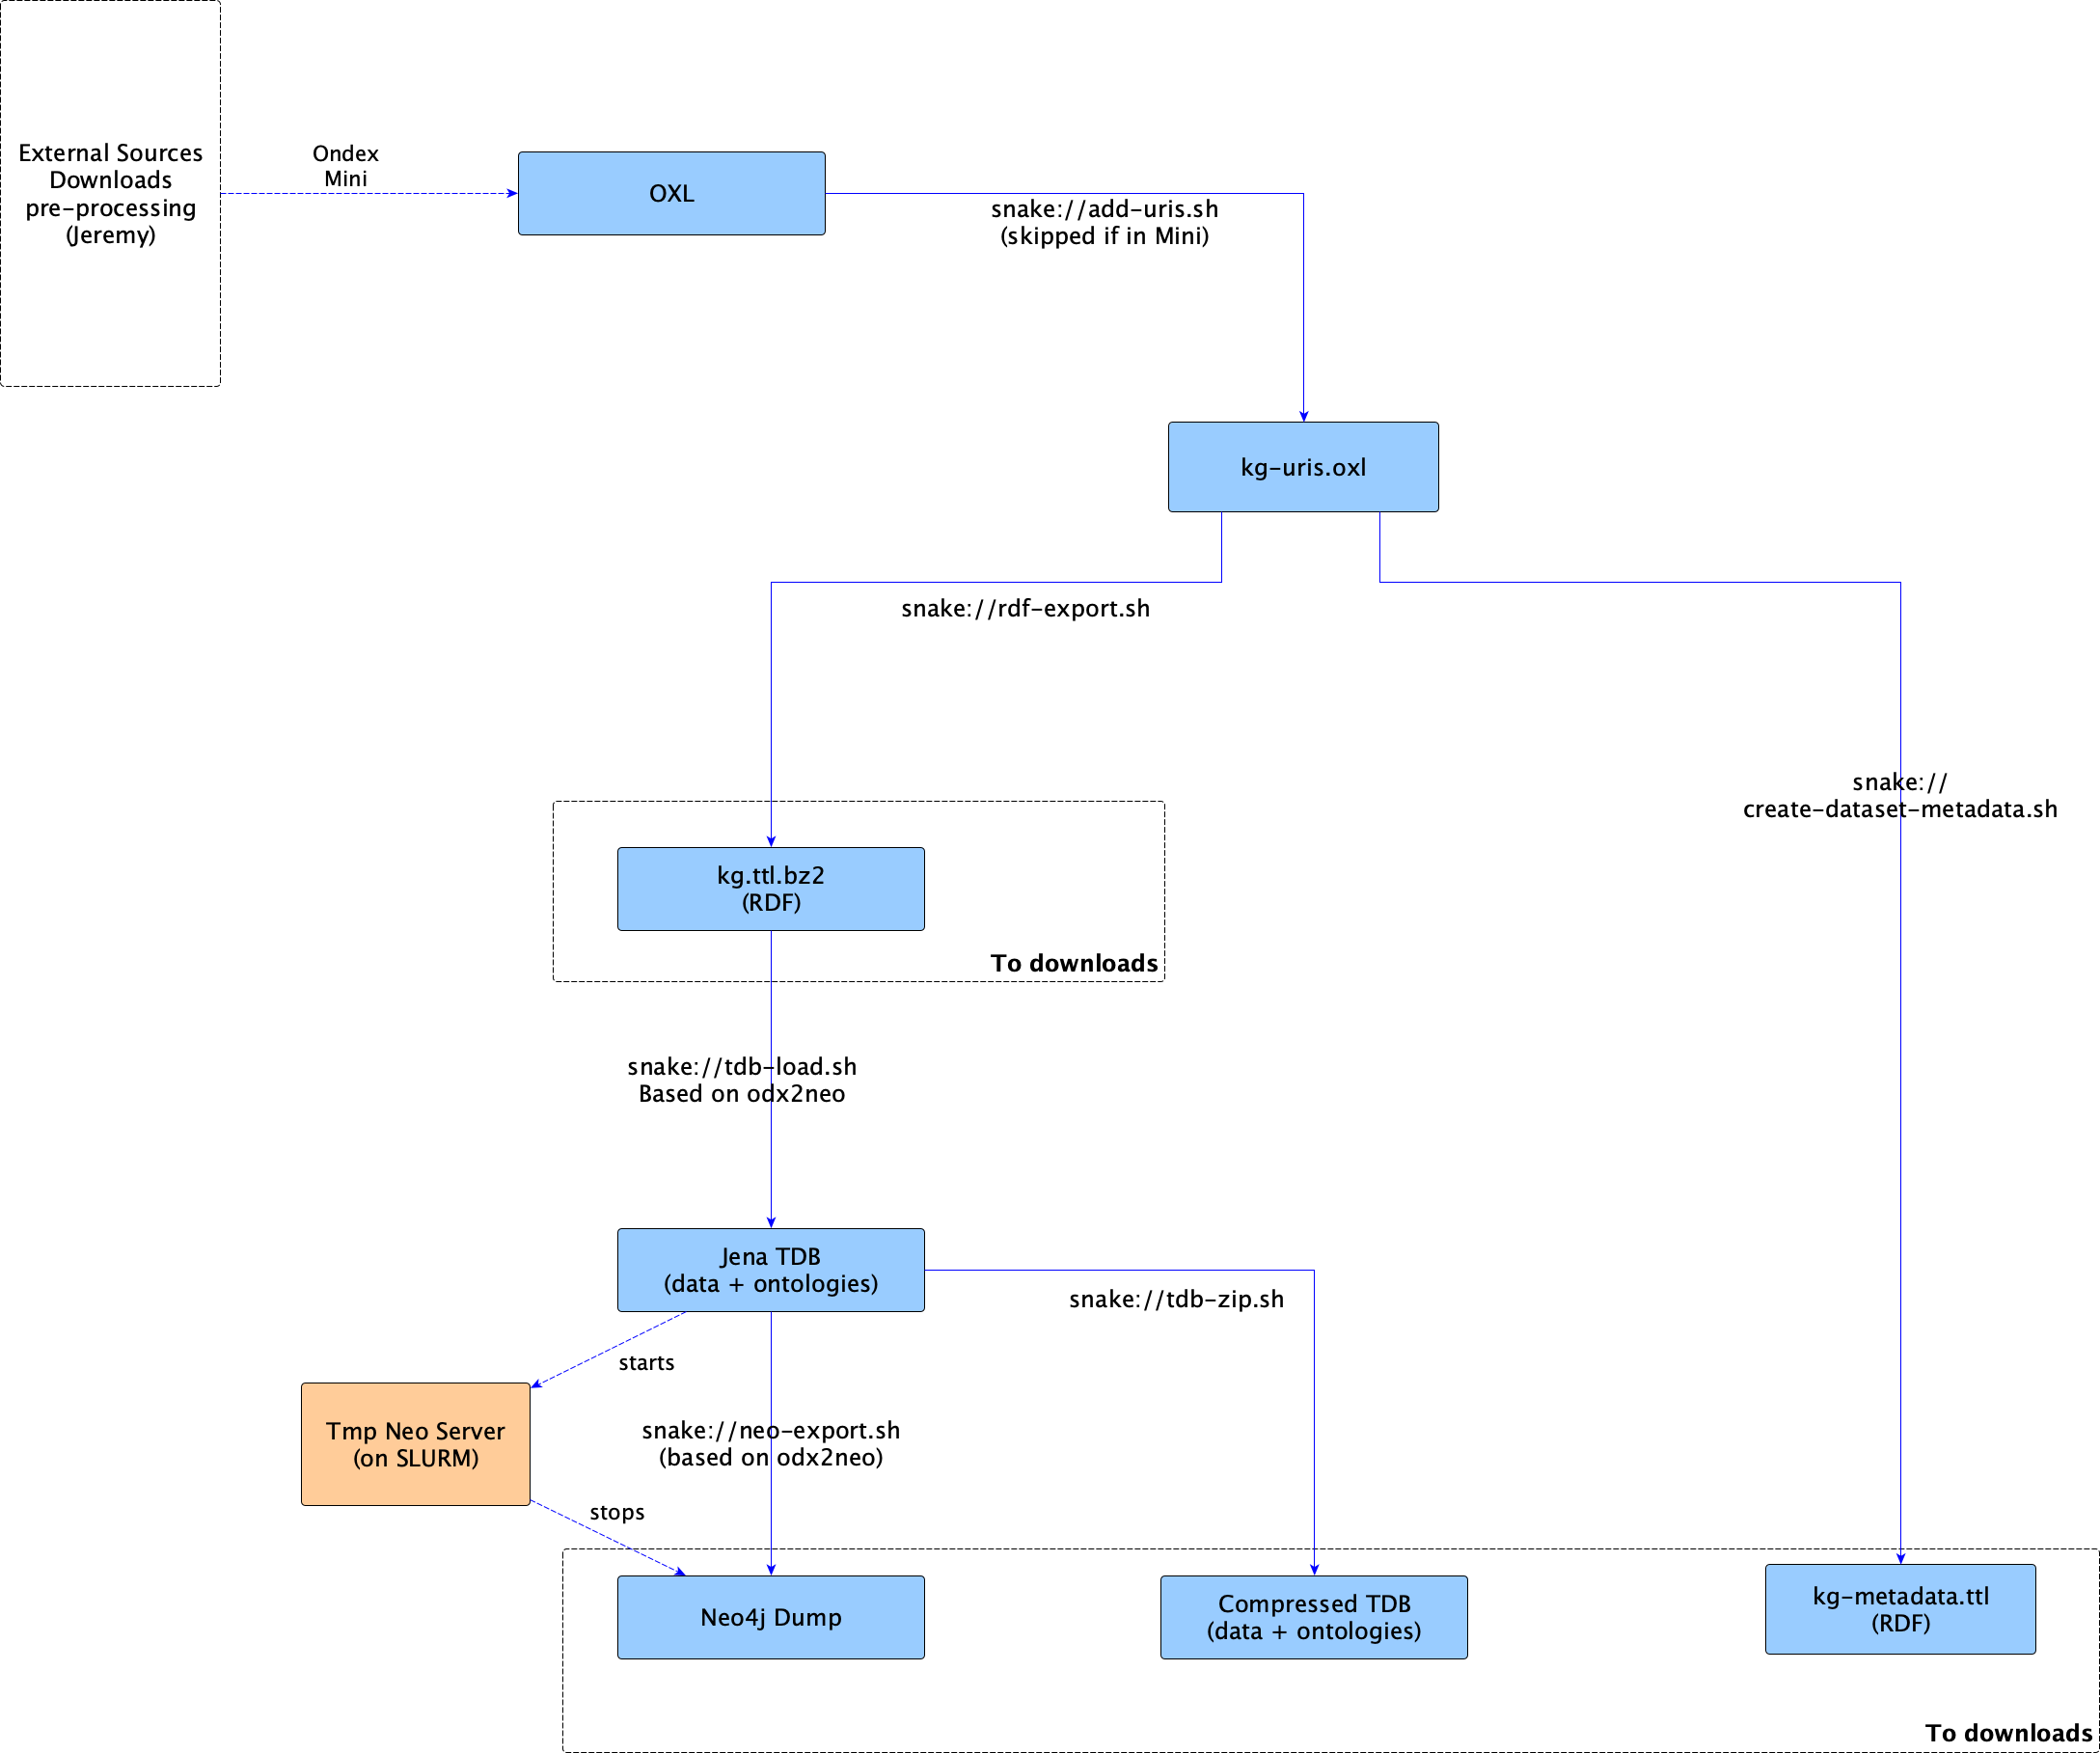 External Sources
Downloads
pre-processing
(Jeremy)
Ondex
Mini
OXL
snake://add-uris.sh
(skipped if in Mini)
kg-uris.oxl
snake://rdf-export.sh
snake://
create-dataset-metadata.sh
kg.ttl.bz2
(RDF)
To downloads
snake://tdb-load.sh
Based on odx2neo
Jena TDB
(data + ontologies)
snake://tdb-zip.sh
starts
Tmp Neo Server
(on SLURM)
snake://neo-export.sh
(based on odx2neo)
stops
Neo4j Dump
Compressed TDB
(data + ontologies)
kg-metadata.ttl
(RDF)
To downloads